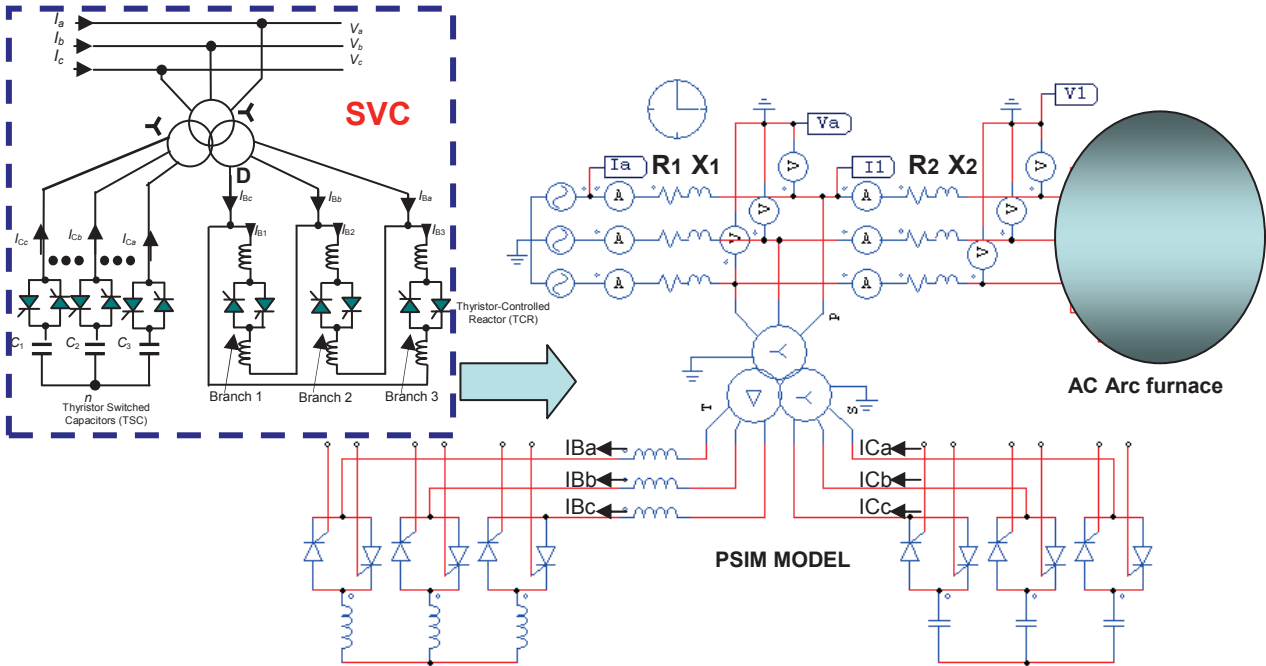 Ia
Va
Ib
Vb
Ic
Vc
SVC
D
IBc
IBb
IBa
ICc
ICb
ICa
IB1
IB2
IB3
Thyristor-Controlled
Reactor (TCR)
C1
C2
C3
n
Thyristor Switched
Capacitors (TSC)
Branch 1
Branch 2
Branch 3
V1
Va
Ia
R1 X1
I1
R2 X2
V
V
V
V
V
V
A
A
A
A
A
A
P
T
S
AC Arc furnace
IBa
IBb
IBc
ICa
ICb
ICc
PSIM MODEL